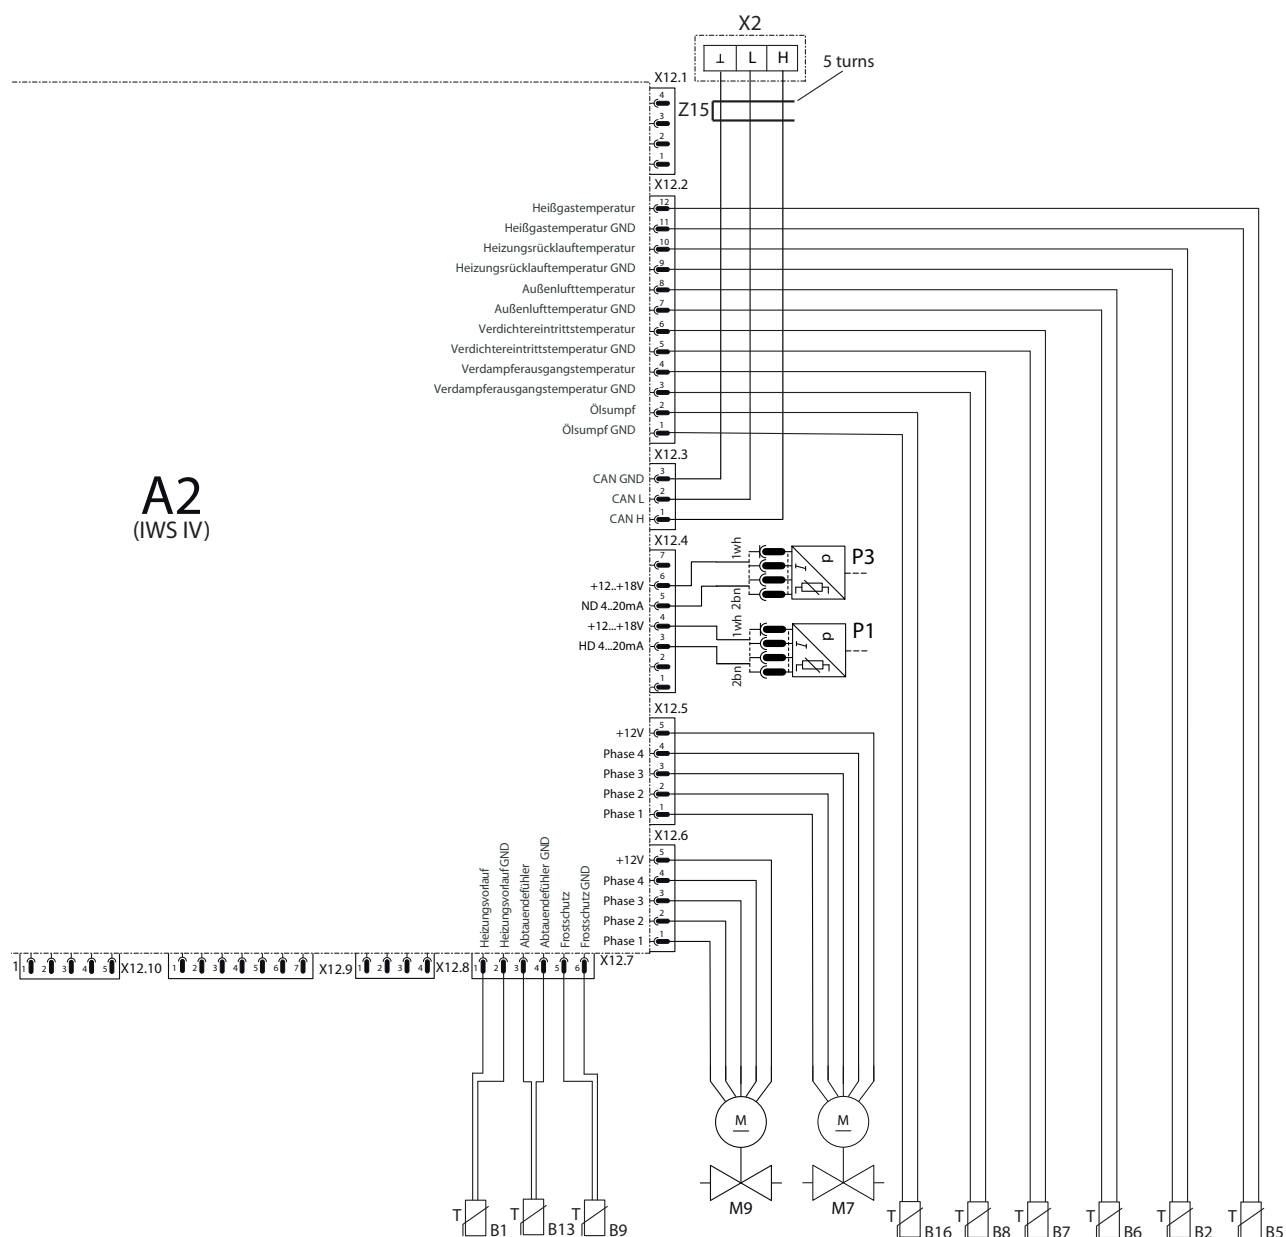 X2
⊥ L H
5 turns
X12.1
4
3
2
1
Z15
X12.2
Heißgastemperatur 12
Heißgastemperatur GND 11
Heizungsrücklauftemperatur 10
Heizungsrücklauftemperatur GND 9
Außenlufttemperatur 8
Außenlufttemperatur GND 7
Verdichtereintrittstemperatur 6
Verdichtereintrittstemperatur GND 5
Verdampferausgangstemperatur 4
Verdampferausgangstemperatur GND 3
Ölsumpf 2
Ölsumpf GND 1
A2
(IWS IV)
X12.3
CAN GND 3
CAN L 2
CAN H 1
X12.4
7
6
+12..+18V
5
ND 4..20mA
4
+12...+18V
3
HD 4...20mA
2
1
1wh
2bn
p
I
P3
1wh
2bn
p
I
P1
X12.5
+12V 5
Phase 4 4
Phase 3 3
Phase 2 2
Phase 1 1
X12.6
+12V 5
Phase 4 4
Phase 3 3
Phase 2 2
Phase 1 1
Heizungsvorlauf
Heizungsvorlauf GND
Abtauendefühler
Abtauendefühler GND
Frostschutz
Frostschutz GND
1
1 2 3 4 5
X12.10
1 2 3 4 5 6 7
X12.9
1 2 3 4
X12.8
1 2 3 4 5 6
X12.7
M
M9
M
M7
T B1
T B13
T B9
T B16
T B8
T B7
T B6
T B2
T B5